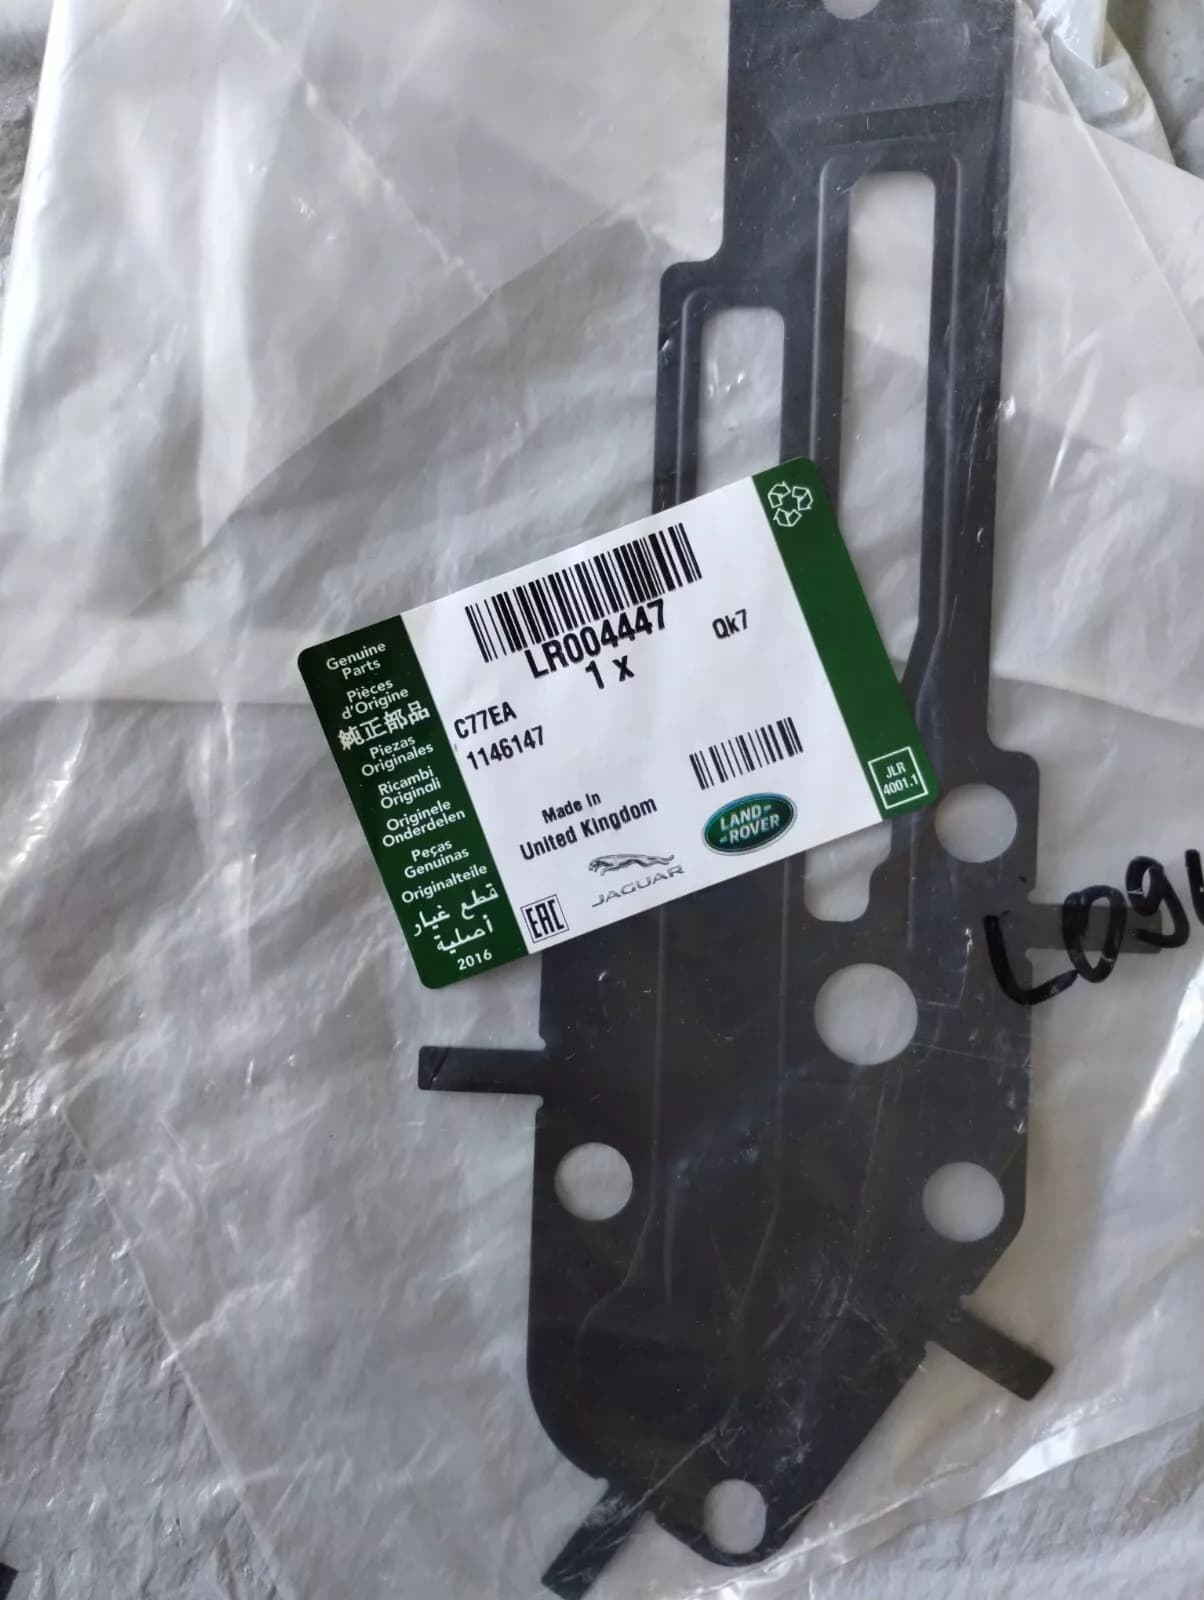 Genuine
Parts
Pièces
d'Origine
純正部品
Piezas
Originales
Ricambi
Originali
Originele
Onderdelen
Peças
Genuinas
Originalteile
قطع غيار
أصلية
2016
LR004447
1 x
Qk7
C77EA
1146147
Made In
United Kingdom
JAGUAR
LAND-
-ROVER
EAC
JLR
4001.1